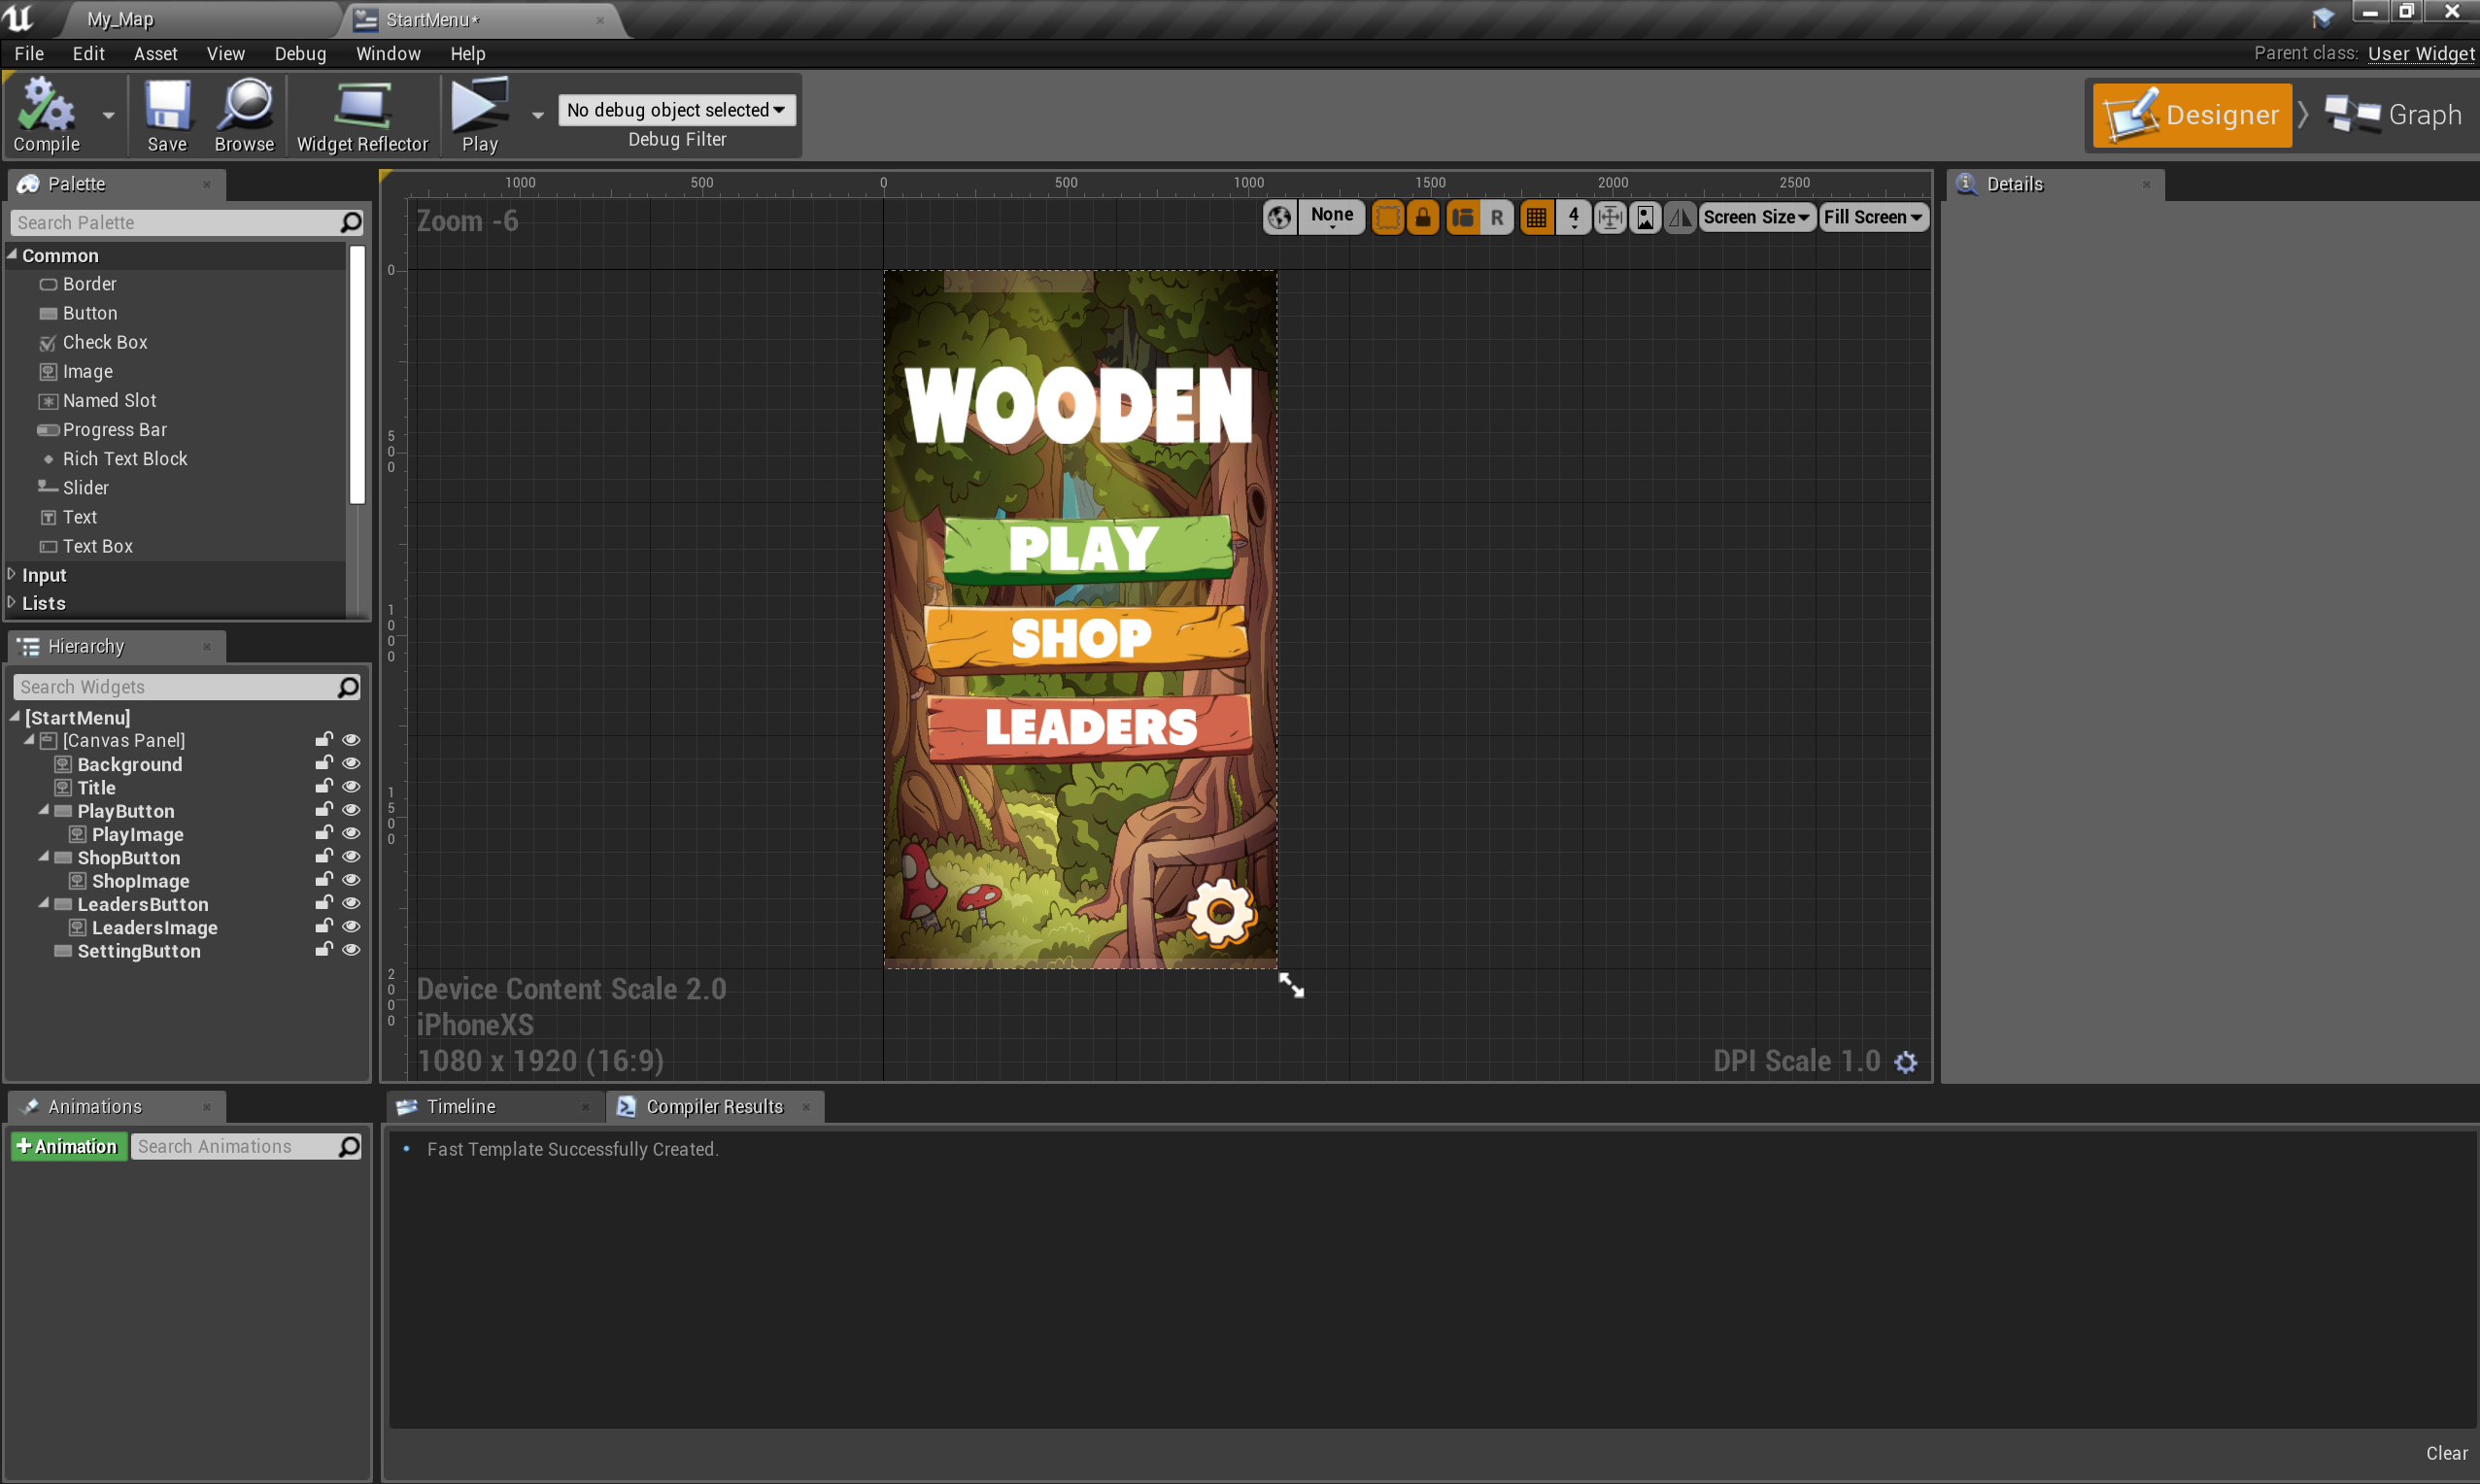 My_Map
StartMenu*
File Edit Asset View Debug Window Help
Parent class: User Widget
Compile
Save
Browse
Widget Reflector
Play
No debug object selected
Debug Filter
Designer
Graph
Palette
Search Palette
Common
Border
Button
Check Box
Image
Named Slot
Progress Bar
Rich Text Block
Slider
Text
Text Box
Input
Lists
Hierarchy
Search Widgets
[StartMenu]
[Canvas Panel]
Background
Title
PlayButton
PlayImage
ShopButton
ShopImage
LeadersButton
LeadersImage
SettingButton
1000 500 0 500 1000 1500 2000 2500
Zoom -6
None
R
4
Screen Size
Fill Screen
0
500
1000
1500
2000
WOODEN
PLAY
SHOP
LEADERS
Device Content Scale 2.0
iPhoneXS
1080 x 1920 (16:9)
DPI Scale 1.0
Details
Animations
+Animation
Search Animations
Timeline
Compiler Results
• Fast Template Successfully Created.
Clear